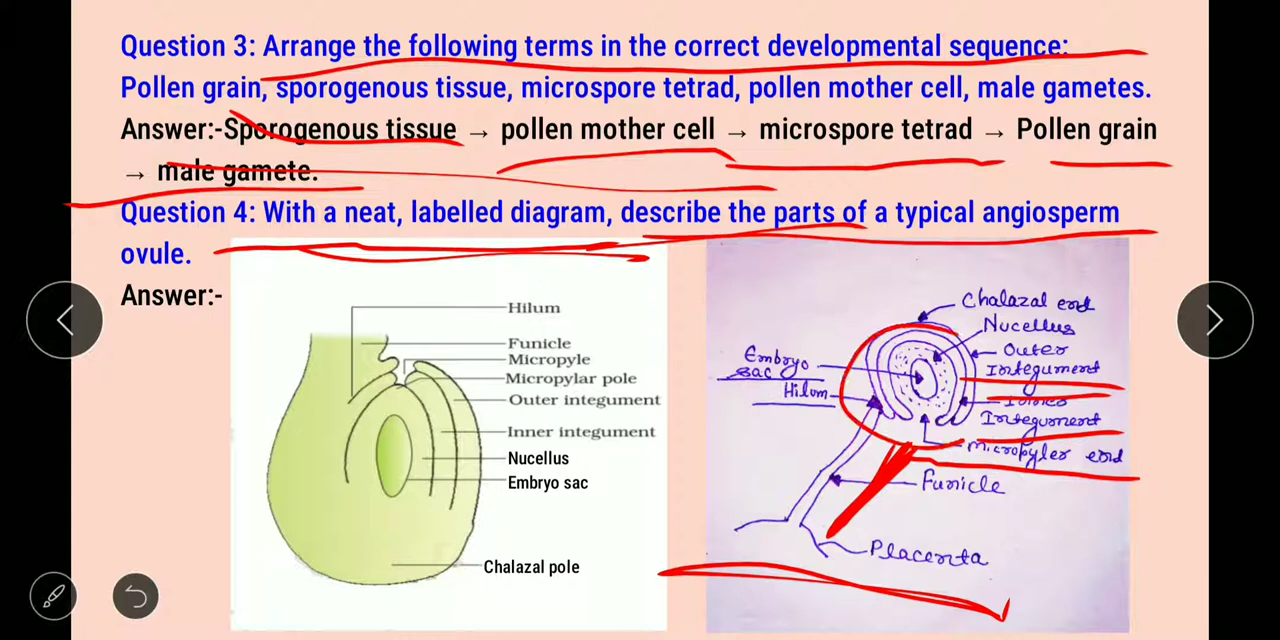 Question 3: Arrange the following terms in the correct developmental sequence:
Pollen grain, sporogenous tissue, microspore tetrad, pollen mother cell, male gametes.
Answer:-Sporogenous tissue → pollen mother cell → microspore tetrad → Pollen grain
→ male gamete.
Question 4: With a neat, labelled diagram, describe the parts of a typical angiosperm
ovule.
Answer:-
Hilum
Funicle
Micropyle
Micropylar pole
Outer integument
Inner integument
Nucellus
Embryo sac
Chalazal pole
Chalazal end
Nucellus
Outer
Integument
Embryo
sac
Hilum
Integument
Micropyler end
Funicle
Placenta